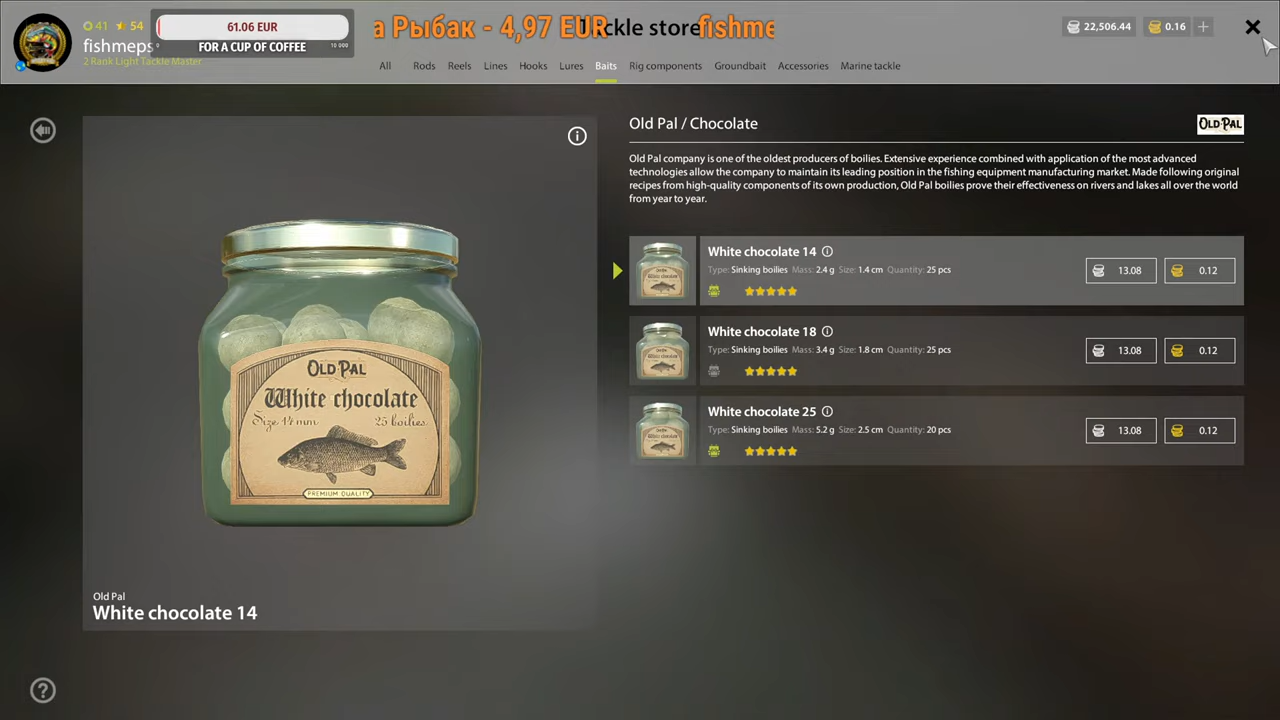 41 54
61.06 EUR
0 10 000
FOR A CUP OF COFFEE
fishmeps
2 Rank Light Tackle Master
а Рыбак - 4,97 EUR
fishme
ckle store
22,506.44
0.16
All Rods Reels Lines Hooks Lures Baits Rig components Groundbait Accessories Marine tackle
Old Pal / Chocolate
OLD PAL
Old Pal company is one of the oldest producers of boilies. Extensive experience combined with application of the most advanced
technologies allow the company to maintain its leading position in the fishing equipment manufacturing market. Made following original
recipes from high-quality components of its own production, Old Pal boilies prove their effectiveness on rivers and lakes all over the world
from year to year.
White chocolate 14
Type: Sinking boilies Mass: 2.4 g Size: 1.4 cm Quantity: 25 pcs
13.08 0.12
White chocolate 18
Type: Sinking boilies Mass: 3.4 g Size: 1.8 cm Quantity: 25 pcs
13.08 0.12
White chocolate 25
Type: Sinking boilies Mass: 5.2 g Size: 2.5 cm Quantity: 20 pcs
13.08 0.12
OLD PAL
White chocolate
Size 14 mm 25 boilies
PREMIUM QUALITY
Old Pal
White chocolate 14